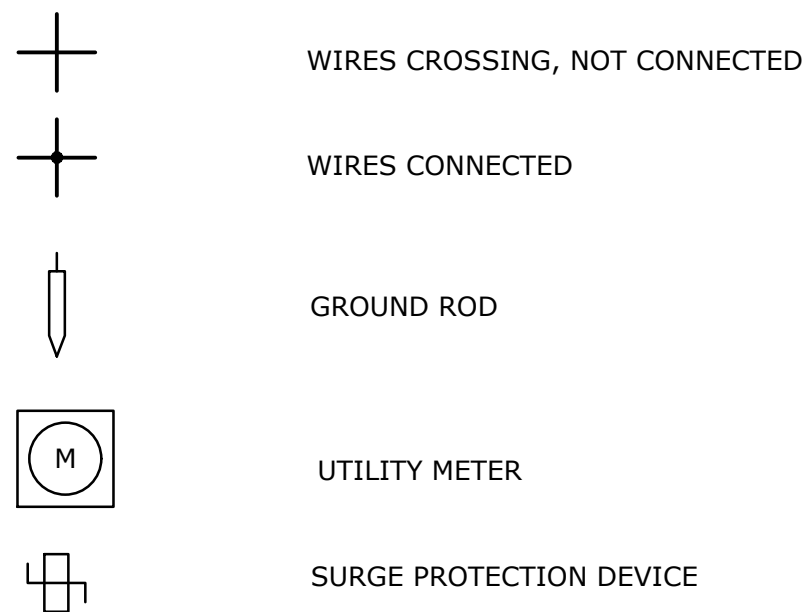 WIRES CROSSING, NOT CONNECTED
WIRES CONNECTED
GROUND ROD
M
UTILITY METER
SURGE PROTECTION DEVICE